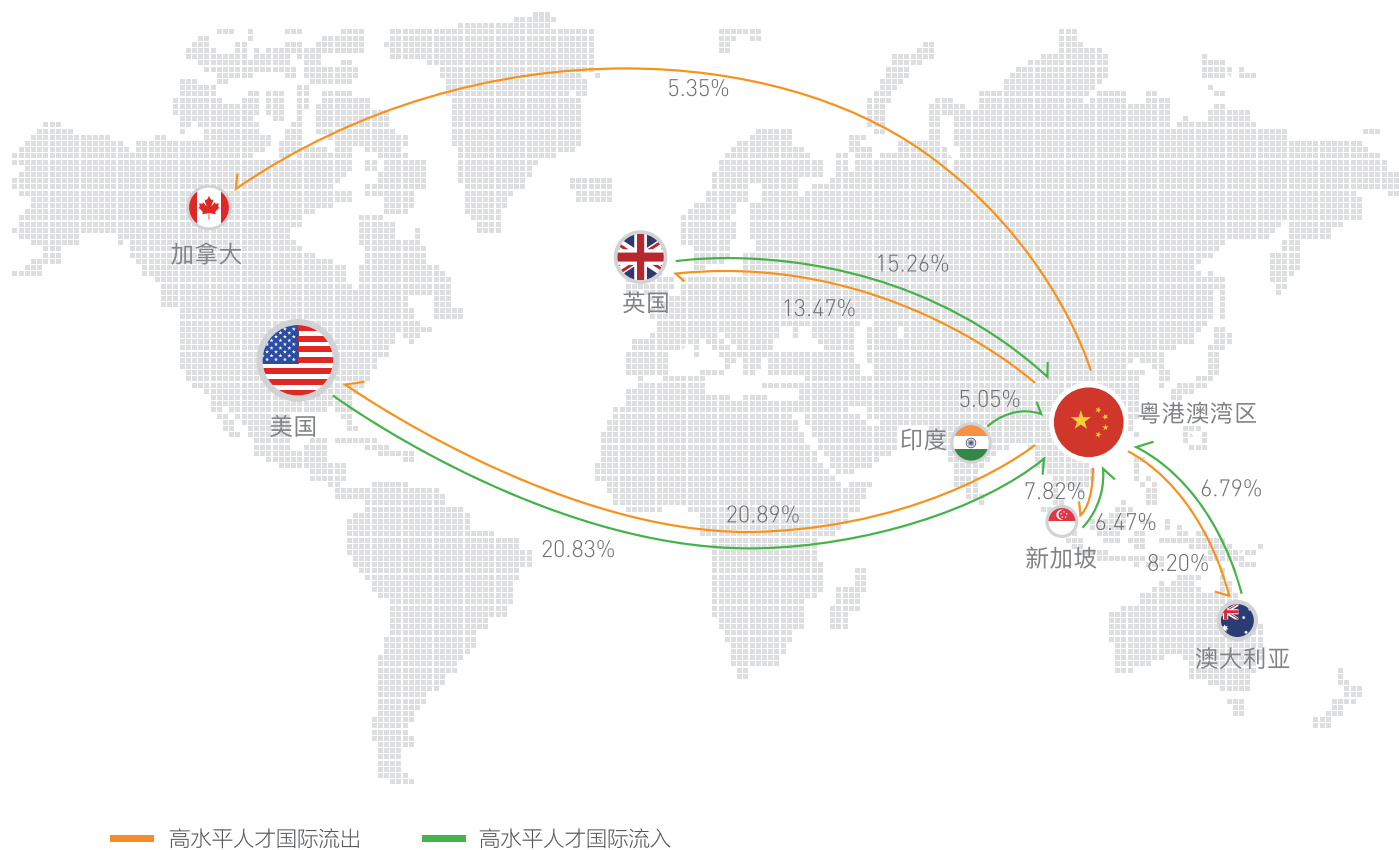 5.35%
加拿大
15.26%
英国
13.47%
美国
5.05%
粤港澳湾区
印度
7.82%
6.79%
20.89%
6.47%
20.83%
新加坡
8.20%
澳大利亚
高水平人才国际流出
高水平人才国际流入